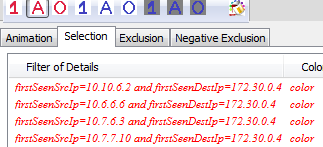 1 A O 1 A O 1 A O
Animation Selection Exclusion Negative Exclusion
Filter of Details Color
firstSeenSrcIp=10.10.6.2 and firstSeenDestIp=172.30.0.4 color
firstSeenSrcIp=10.6.6.6 and firstSeenDestIp=172.30.0.4 color
firstSeenSrcIp=10.7.6.3 and firstSeenDestIp=172.30.0.4 color
firstSeenSrcIp=10.7.7.10 and firstSeenDestIp=172.30.0.4 color